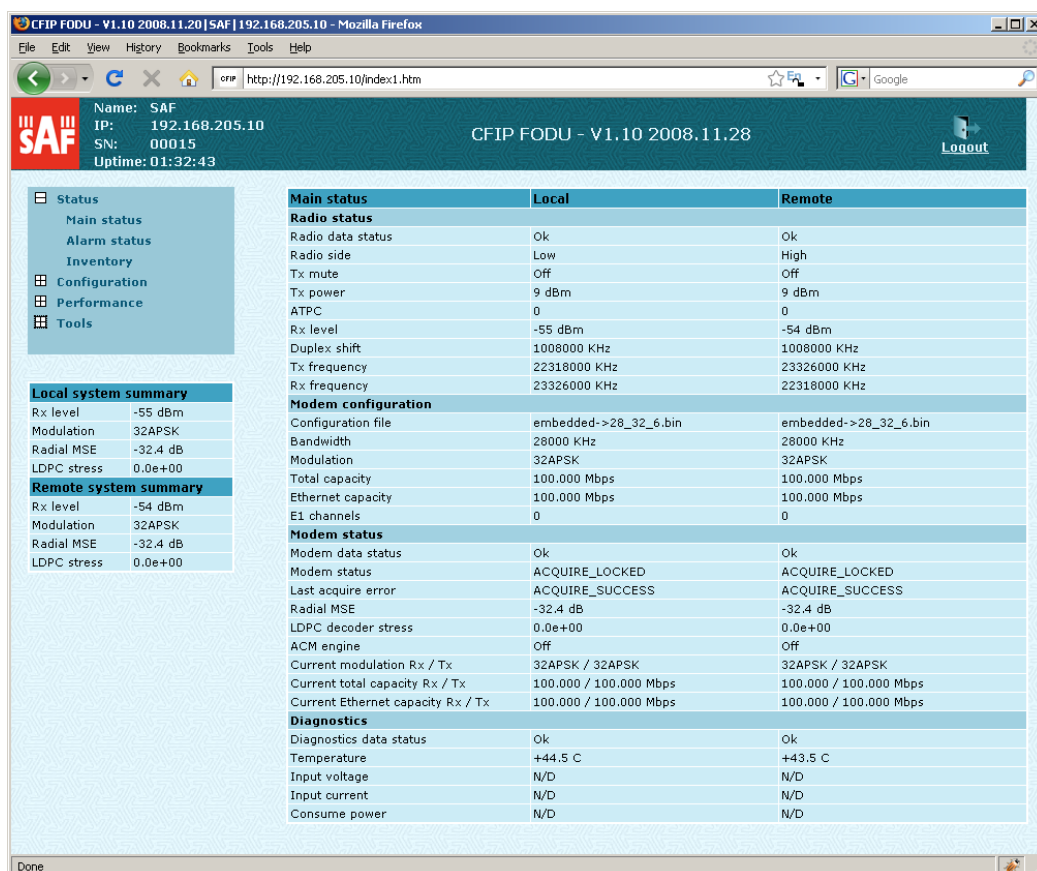 CFIP FODU - V1.10 2008.11.20|SAF|192.168.205.10 - Mozilla Firefox
File Edit View History Bookmarks Tools Help
CFIP http://192.168.205.10/index1.htm G Google
SAF
Name: SAF
IP: 192.168.205.10
SN: 00015
Uptime: 01:32:43
CFIP FODU - V1.10 2008.11.28
Logout
Status
Main status
Alarm status
Inventory
Configuration
Performance
Tools
Local system summary
Rx level -55 dBm
Modulation 32APSK
Radial MSE -32.4 dB
LDPC stress 0.0e+00
Remote system summary
Rx level -54 dBm
Modulation 32APSK
Radial MSE -32.4 dB
LDPC stress 0.0e+00
Main status Local Remote
Radio status
Radio data status Ok Ok
Radio side Low High
Tx mute Off Off
Tx power 9 dBm 9 dBm
ATPC 0 0
Rx level -55 dBm -54 dBm
Duplex shift 1008000 KHz 1008000 KHz
Tx frequency 22318000 KHz 23326000 KHz
Rx frequency 23326000 KHz 22318000 KHz
Modem configuration
Configuration file embedded->28_32_6.bin embedded->28_32_6.bin
Bandwidth 28000 KHz 28000 KHz
Modulation 32APSK 32APSK
Total capacity 100.000 Mbps 100.000 Mbps
Ethernet capacity 100.000 Mbps 100.000 Mbps
E1 channels 0 0
Modem status
Modem data status Ok Ok
Modem status ACQUIRE_LOCKED ACQUIRE_LOCKED
Last acquire error ACQUIRE_SUCCESS ACQUIRE_SUCCESS
Radial MSE -32.4 dB -32.4 dB
LDPC decoder stress 0.0e+00 0.0e+00
ACM engine Off Off
Current modulation Rx / Tx 32APSK / 32APSK 32APSK / 32APSK
Current total capacity Rx / Tx 100.000 / 100.000 Mbps 100.000 / 100.000 Mbps
Current Ethernet capacity Rx / Tx 100.000 / 100.000 Mbps 100.000 / 100.000 Mbps
Diagnostics
Diagnostics data status Ok Ok
Temperature +44.5 C +43.5 C
Input voltage N/D N/D
Input current N/D N/D
Consume power N/D N/D
Done